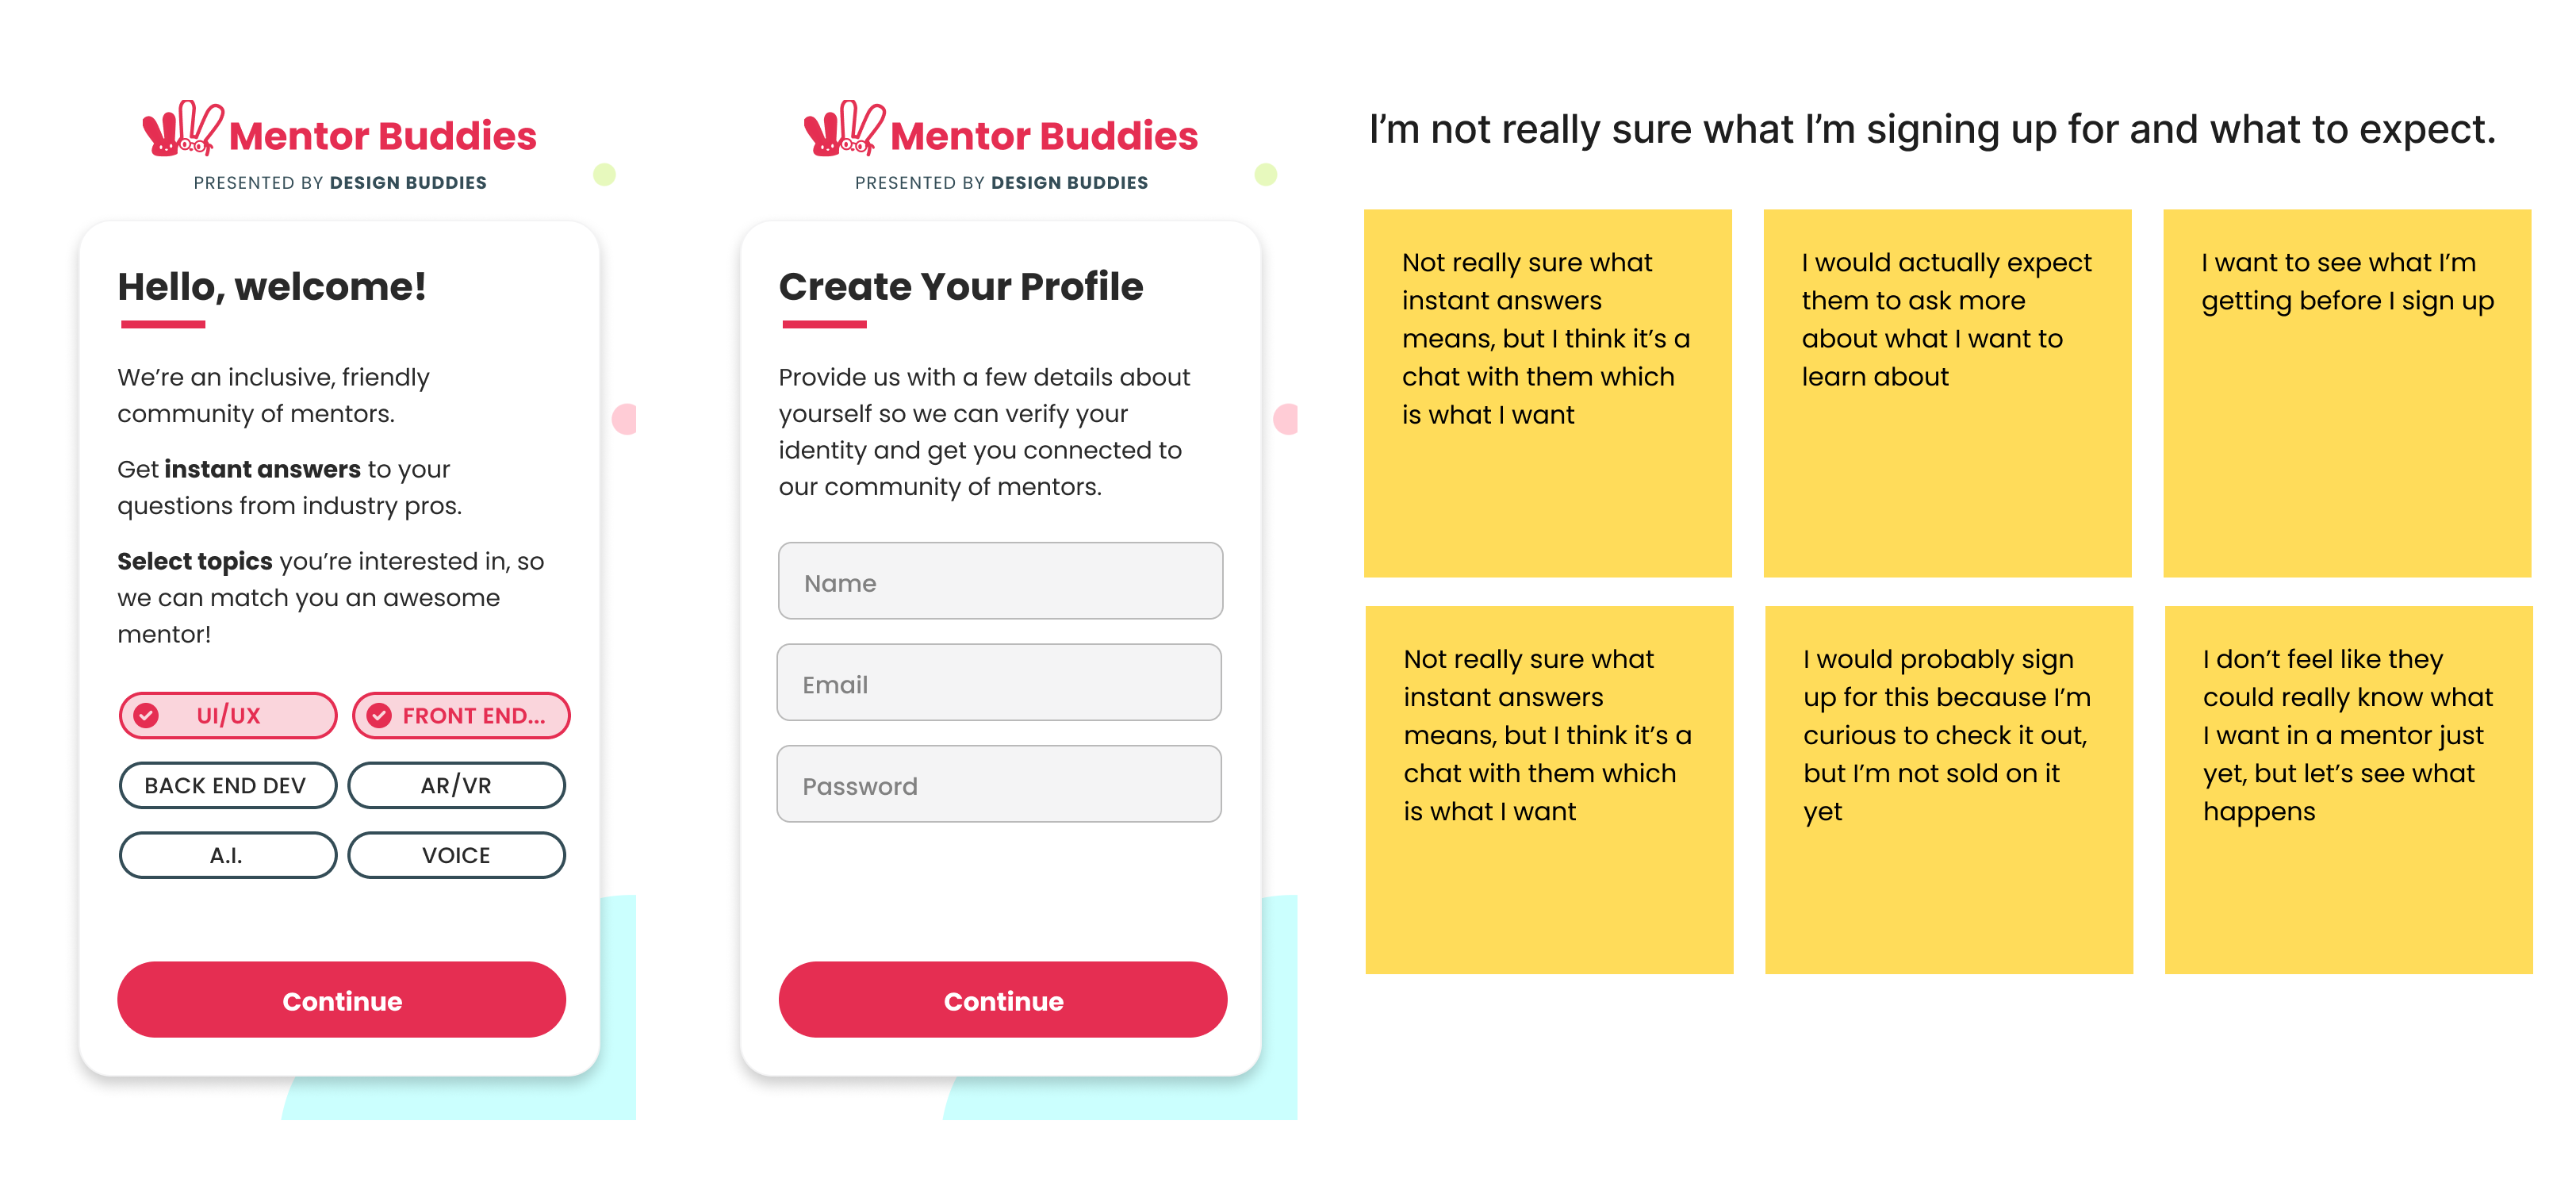 Mentor Buddies
PRESENTED BY DESIGN BUDDIES
Hello, welcome!
We’re an inclusive, friendly
community of mentors.
Get instant answers to your
questions from industry pros.
Select topics you’re interested in, so
we can match you an awesome
mentor!
UI/UX
FRONT END...
BACK END DEV
AR/VR
A.I.
VOICE
Continue
Mentor Buddies
PRESENTED BY DESIGN BUDDIES
Create Your Profile
Provide us with a few details about
yourself so we can verify your
identity and get you connected to
our community of mentors.
Name
Email
Password
Continue
I’m not really sure what I’m signing up for and what to expect.
Not really sure what
instant answers
means, but I think it’s a
chat with them which
is what I want
I would actually expect
them to ask more
about what I want to
learn about
I want to see what I’m
getting before I sign up
Not really sure what
instant answers
means, but I think it’s a
chat with them which
is what I want
I would probably sign
up for this because I’m
curious to check it out,
but I’m not sold on it
yet
I don’t feel like they
could really know what
I want in a mentor just
yet, but let’s see what
happens